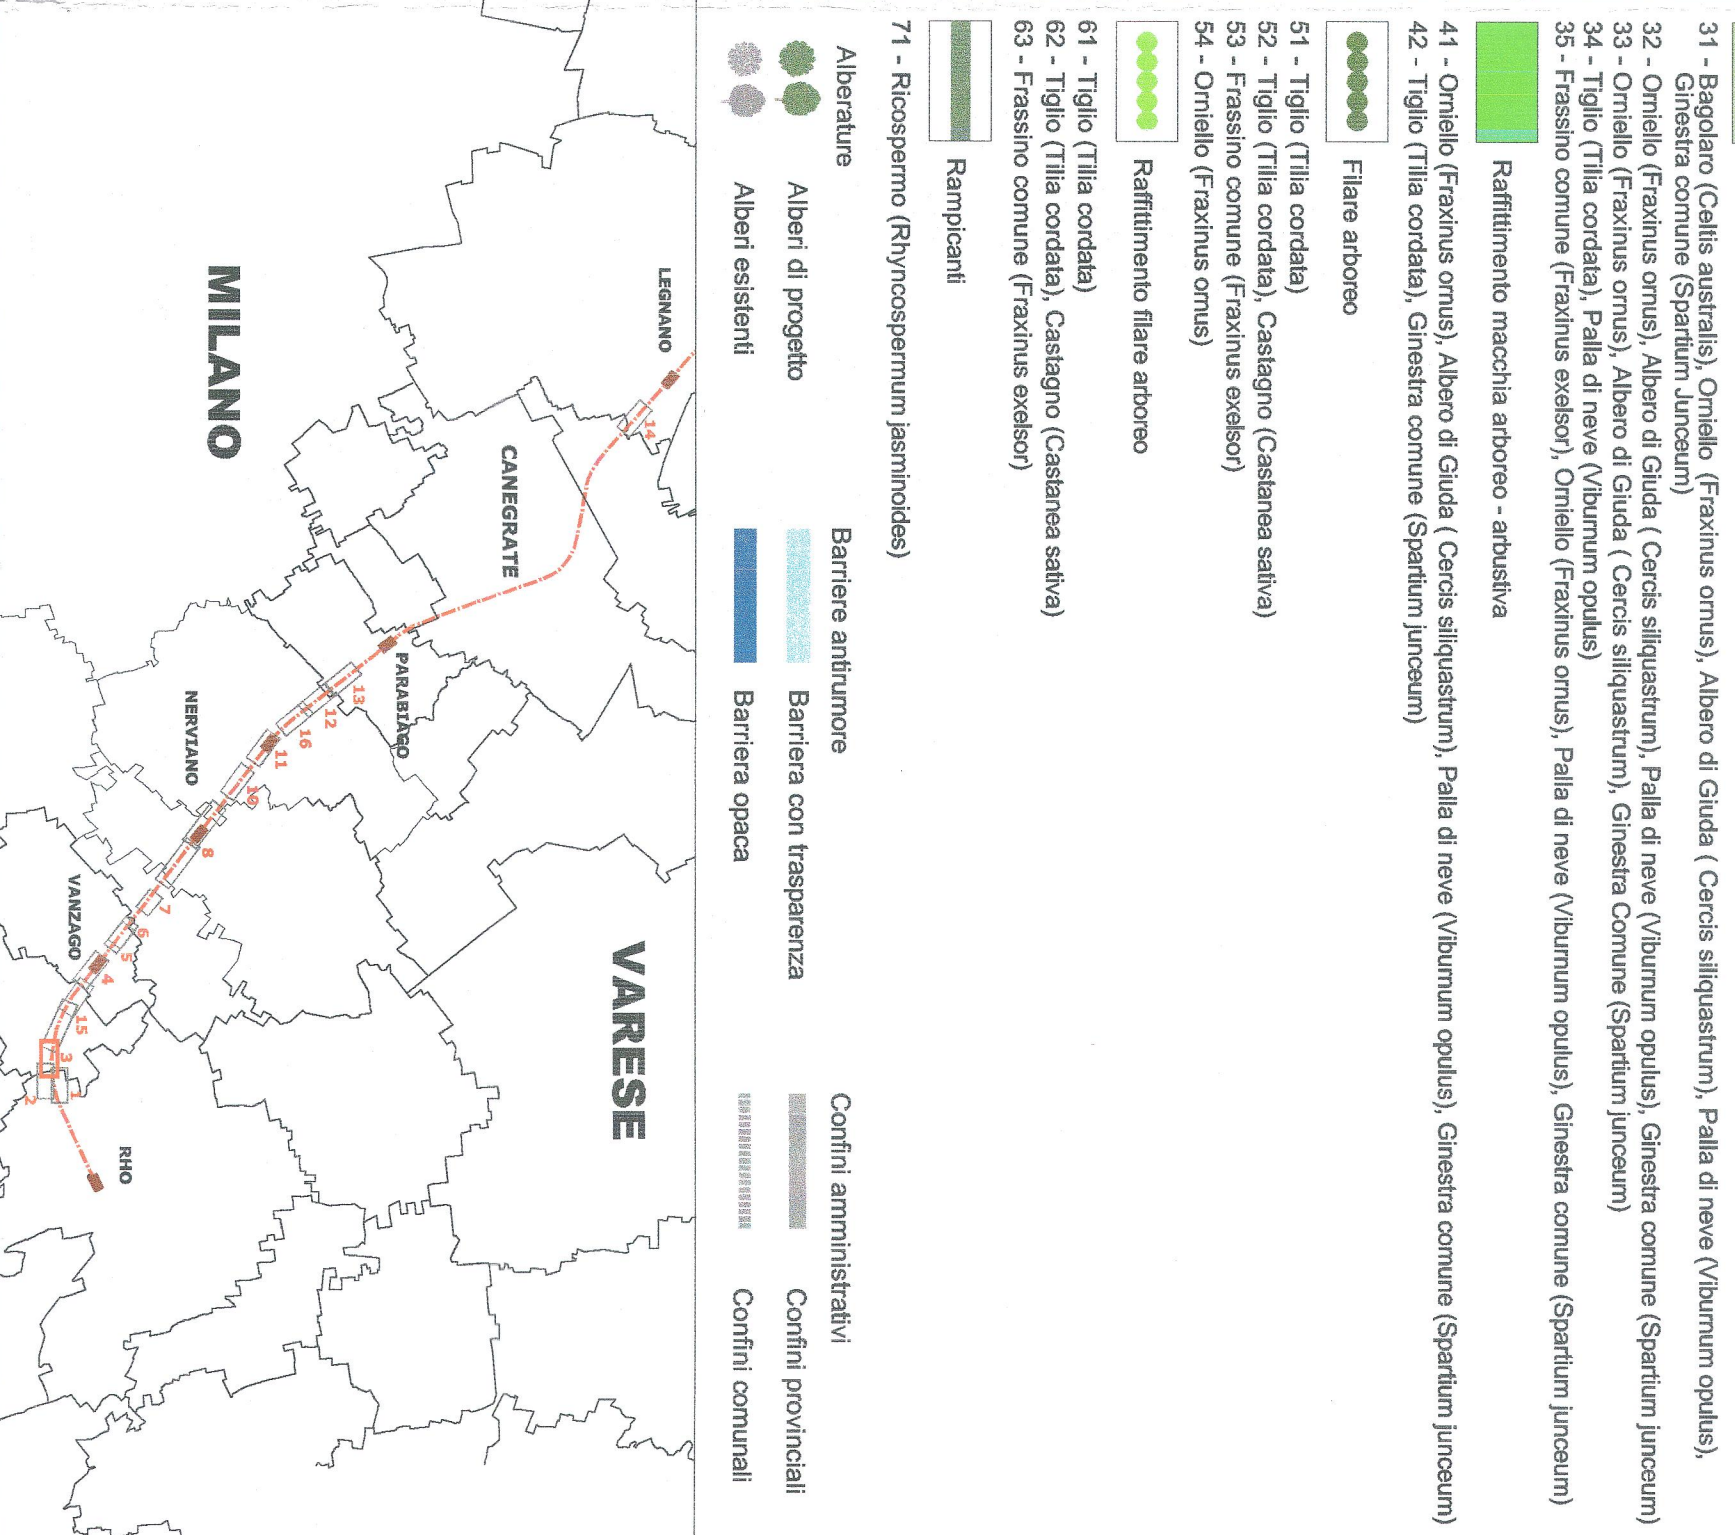 31 - Bagolaro (Celtis australis), Orniello (Fraxinus ornus), Albero di Giuda ( Cercis siliquastrum), Palla di neve (Viburnum opulus),
Ginestra comune (Spartium Junceum)
32 - Orniello (Fraxinus ornus), Albero di Giuda ( Cercis siliquastrum), Palla di neve (Viburnum opulus), Ginestra comune (Spartium junceum)
33 - Orniello (Fraxinus ornus), Albero di Giuda ( Cercis siliquastrum), Ginestra Comune (Spartium junceum)
34 - Tiglio (Tilia cordata), Palla di neve (Viburnum opulus)
35 - Frassino comune (Fraxinus exelsor), Orniello (Fraxinus ornus), Palla di neve (Viburnum opulus), Ginestra comune (Spartium junceum)
Raffittimento macchia arboreo - arbustiva
41 - Orniello (Fraxinus ornus), Albero di Giuda ( Cercis siliquastrum), Palla di neve (Viburnum opulus), Ginestra comune (Spartium junceum)
42 - Tiglio (Tilia cordata), Ginestra comune (Spartium junceum)
Filare arboreo
51 - Tiglio (Tilia cordata)
52 - Tiglio (Tilia cordata), Castagno (Castanea sativa)
53 - Frassino comune (Fraxinus exelsor)
54 - Orniello (Fraxinus ornus)
Raffittimento filare arboreo
61 - Tiglio (Tilia cordata)
62 - Tiglio (Tilia cordata), Castagno (Castanea sativa)
63 - Frassino comune (Fraxinus exelsor)
Rampicanti
71 - Ricospermo (Rhyncospermum jasminoides)
Alberature
Alberi di progetto
Alberi esistenti
Barriere antirumore
Barriera con trasparenza
Barriera opaca
Confini amministrativi
Confini provinciali
Confini comunali
LEGNANO
14
VARESE
CANEGRATE
PARABIAGO
13
12
16
11
MILANO
NERVIANO
8
7
6
5
4
VANZAGO
15
3
1
2
RHO